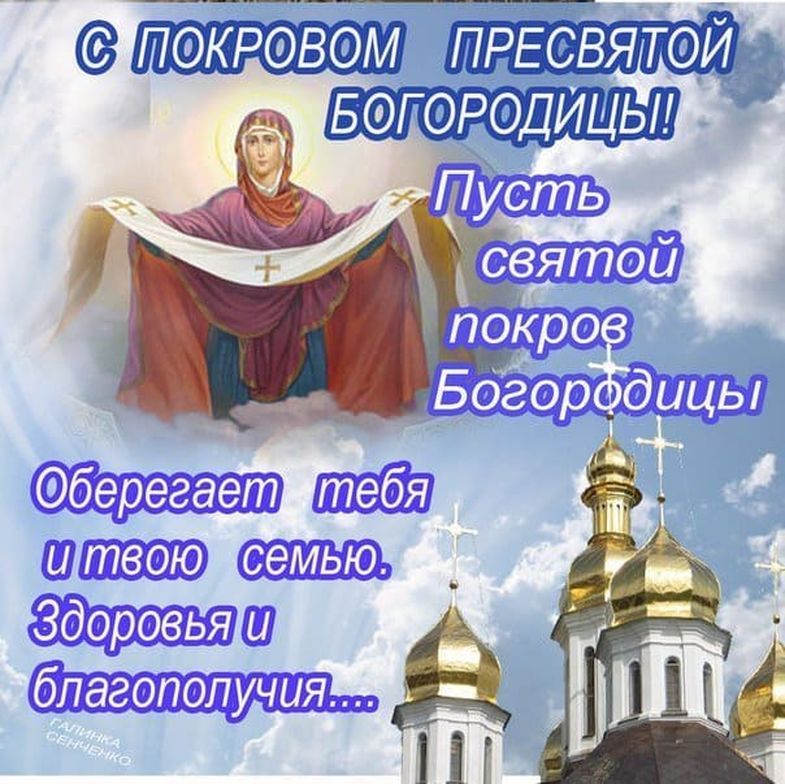 С ПОКРОВОМ ПРЕСВЯТОЙ
БОГОРОДИЦЫ!
Пусть
святой
покров
Богородицы
Оберегает тебя
и твою семью.
Здоровья и
благополучия....
ГАЛИНКА
СЕНЧЕНКО